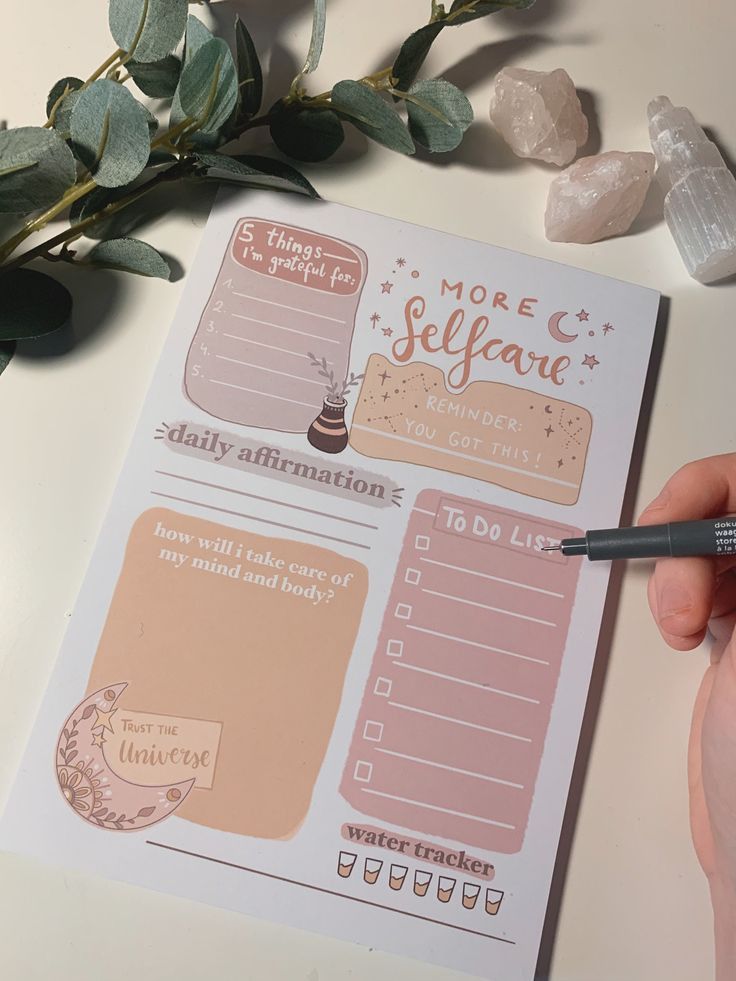 5 things
I'm grateful for:
1.
2.
3.
4.
5.
MORE
Selfcare
REMINDER:
YOU GOT THIS!
daily affirmation
how will i take care of
my mind and body?
TRUST THE
Universe
TO DO LIST
water tracker
doku
waag
store
à la